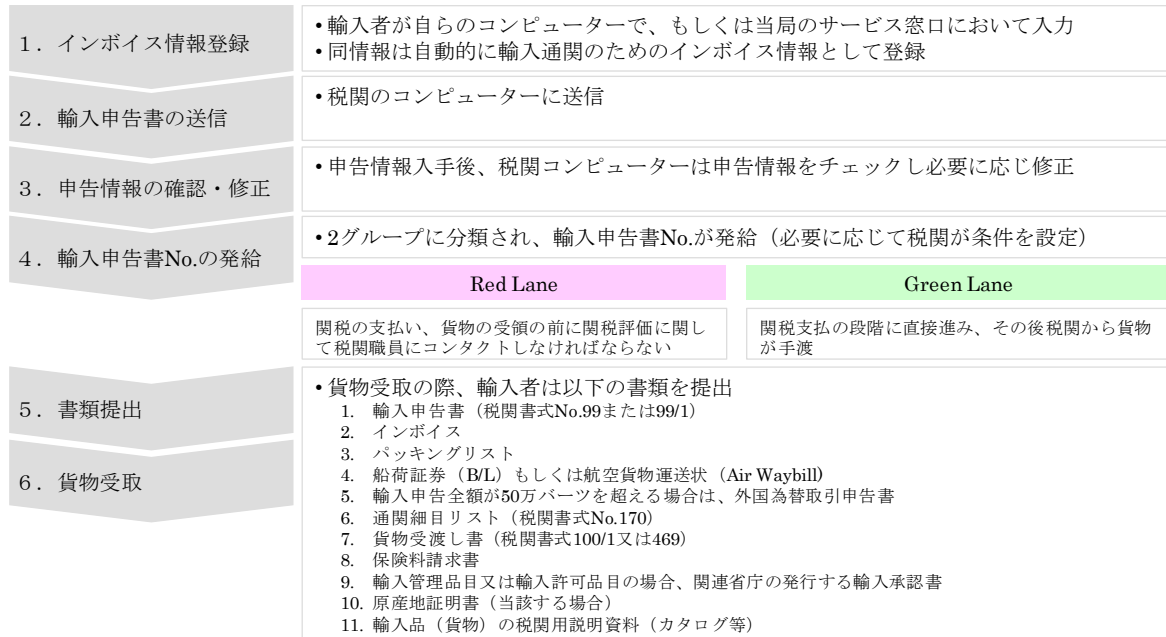 １．インボイス情報登録
• 輸入者が自らのコンピューターで、もしくは当局のサービス窓口において入力
• 同情報は自動的に輸入通関のためのインボイス情報として登録
２．輸入申告書の送信
• 税関のコンピューターに送信
３．申告情報の確認・修正
• 申告情報入手後、税関コンピューターは申告情報をチェックし必要に応じ修正
４．輸入申告書No.の発給
• 2グループに分類され、輸入申告書No.が発給（必要に応じて税関が条件を設定）
Red Lane
関税の支払い、貨物の受領の前に関税評価に関し
て税関職員にコンタクトしなければならない
Green Lane
関税支払の段階に直接進み、その後税関から貨物
が手渡
５．書類提出
６．貨物受取
• 貨物受取の際、輸入者は以下の書類を提出
1. 輸入申告書（税関書式No.99または99/1）
2. インボイス
3. パッキングリスト
4. 船荷証券（B/L）もしくは航空貨物運送状（Air Waybill)
5. 輸入申告全額が50万バーツを超える場合は、外国為替取引申告書
6. 通関細目リスト（税関書式No.170）
7. 貨物受渡し書（税関書式100/1又は469）
8. 保険料請求書
9. 輸入管理品目又は輸入許可品目の場合、関連省庁の発行する輸入承認書
10. 原産地証明書（当該する場合）
11. 輸入品（貨物）の税関用説明資料（カタログ等）